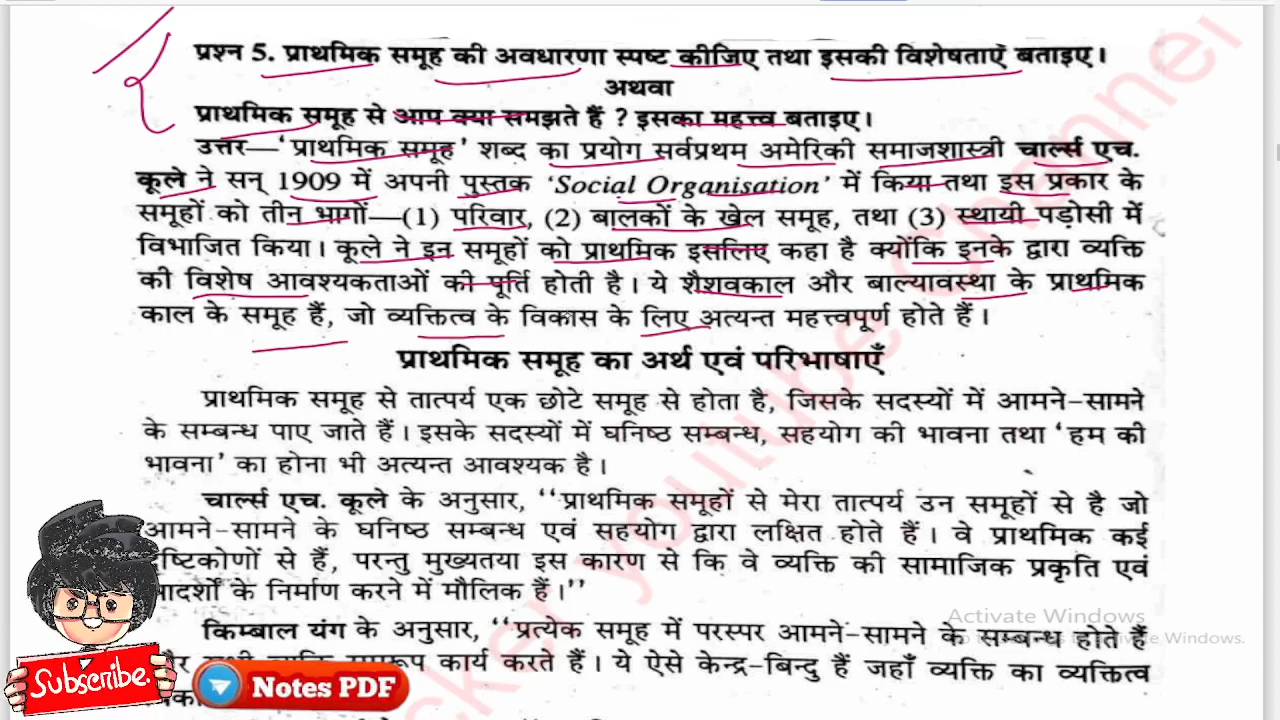 प्रश्न 5. प्राथमिक समूह की अवधारणा स्पष्ट कीजिए तथा इसकी विशेषताएँ बताइए।
अथवा
प्राथमिक समूह से आप क्या समझते हैं ? इसका महत्त्व बताइए।
उत्तर—‘प्राथमिक समूह’ शब्द का प्रयोग सर्वप्रथम अमेरिकी समाजशास्त्री चार्ल्स एच.
कूले ने सन् 1909 में अपनी पुस्तक ‘Social Organisation’ में किया तथा इस प्रकार के
समूहों को तीन भागों—(1) परिवार, (2) बालकों के खेल समूह, तथा (3) स्थायी पड़ोसी में
विभाजित किया। कूले ने इन समूहों को प्राथमिक इसलिए कहा है क्योंकि इनके द्वारा व्यक्ति
की विशेष आवश्यकताओं की पूर्ति होती है। ये शैशवकाल और बाल्यावस्था के प्राथमिक
काल के समूह हैं, जो व्यक्तित्व के विकास के लिए अत्यन्त महत्त्वपूर्ण होते हैं।
प्राथमिक समूह का अर्थ एवं परिभाषाएँ
प्राथमिक समूह से तात्पर्य एक छोटे समूह से होता है, जिसके सदस्यों में आमने-सामने
के सम्बन्ध पाए जाते हैं। इसके सदस्यों में घनिष्ठ सम्बन्ध, सहयोग की भावना तथा ‘हम की
भावना’ का होना भी अत्यन्त आवश्यक है।
चार्ल्स एच. कूले के अनुसार, ‘‘प्राथमिक समूहों से मेरा तात्पर्य उन समूहों से है जो
आमने-सामने के घनिष्ठ सम्बन्ध एवं सहयोग द्वारा लक्षित होते हैं। वे प्राथमिक कई
ष्टिकोणों से हैं, परन्तु मुख्यतया इस कारण से कि वे व्यक्ति की सामाजिक प्रकृति एवं
ादर्शों के निर्माण करने में मौलिक हैं।’’
किम्बाल यंग के अनुसार, ‘‘प्रत्येक समूह में परस्पर आमने-सामने के सम्बन्ध होते हैं
कार्य करते हैं। ये ऐसे केन्द्र-बिन्दु हैं जहाँ व्यक्ति का व्यक्तित्व
Activate Windows
Subscribe.
Notes PDF
youtube Channel